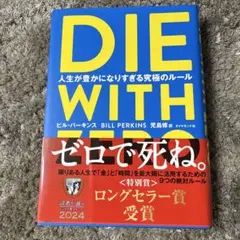 DIE
人生が豊かになりすぎる究極のルール
WITH
ビル・パーキンス BILL PERKINS 児島修 訳 ダイヤモンド社
ゼロで死ね。
限りある人生で「金」と「時間」を最大限に活用するための
9つの絶対ルール
<特別賞>
ロングセラー賞
受賞
2024